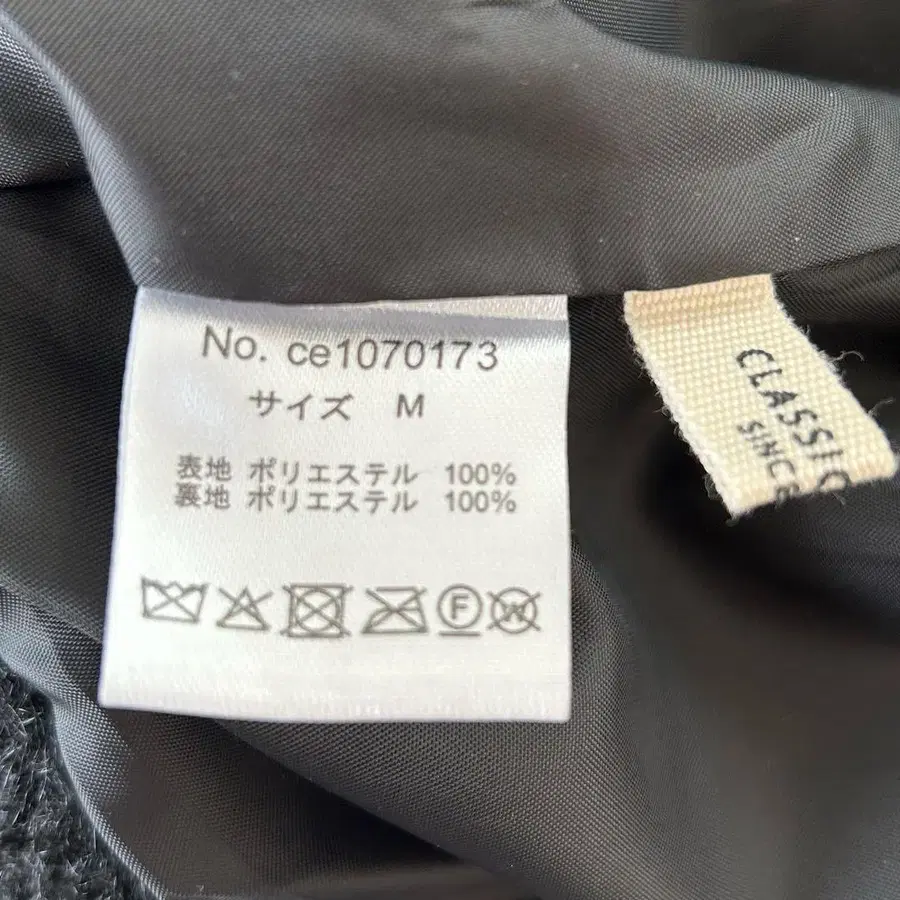 No. ce1070173
サイズ M
表地 ポリエステル 100%
裏地 ポリエステル 100%
F W
CLASSIC
SINCE